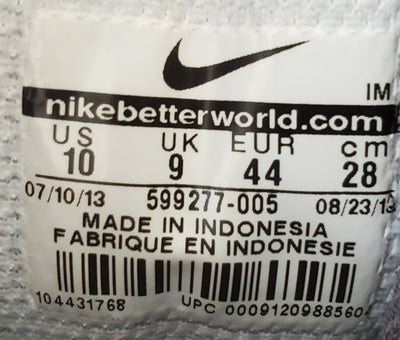 IM
nikebetterworld.com
US UK EUR cm
10 9 44 28
07/10/13 599277-005 08/23/13
MADE IN INDONESIA
FABRIQUE EN INDONESIE
104431768 UPC 00091209885604